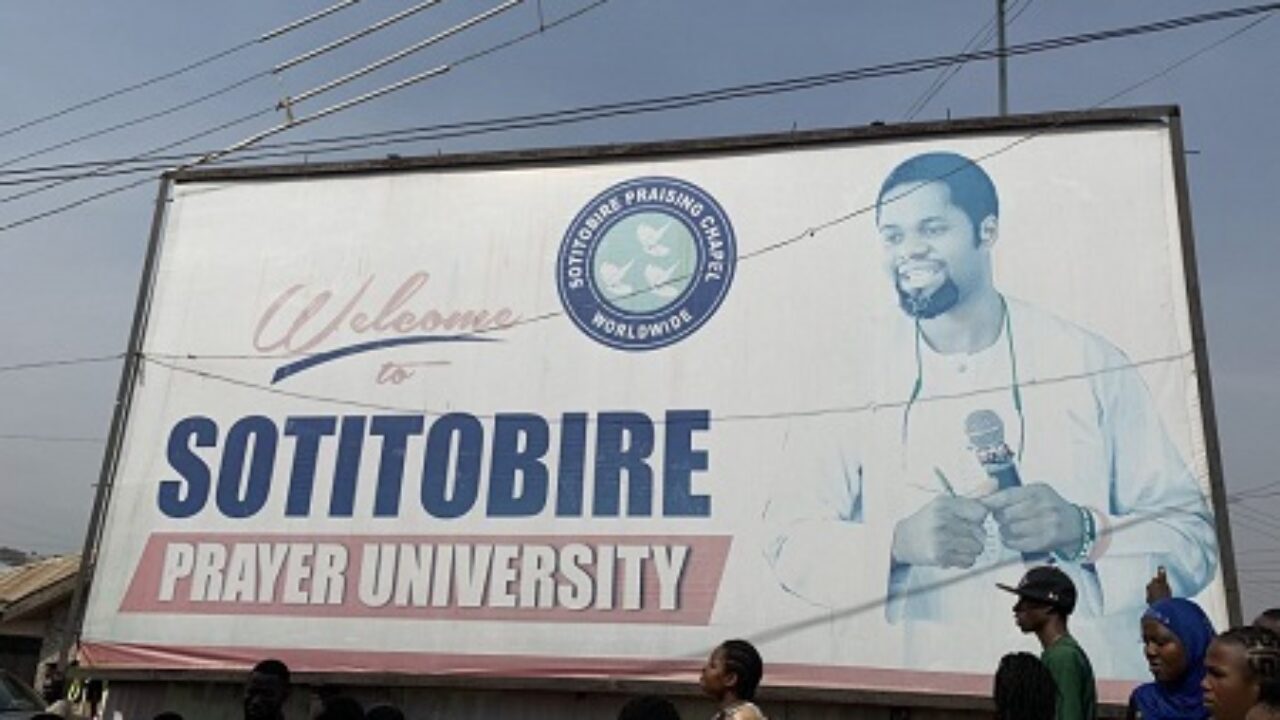 SOTITOBIRE PRAISING CHAPEL
WORLDWIDE
Welcome
to
SOTITOBIRE
PRAYER UNIVERSITY